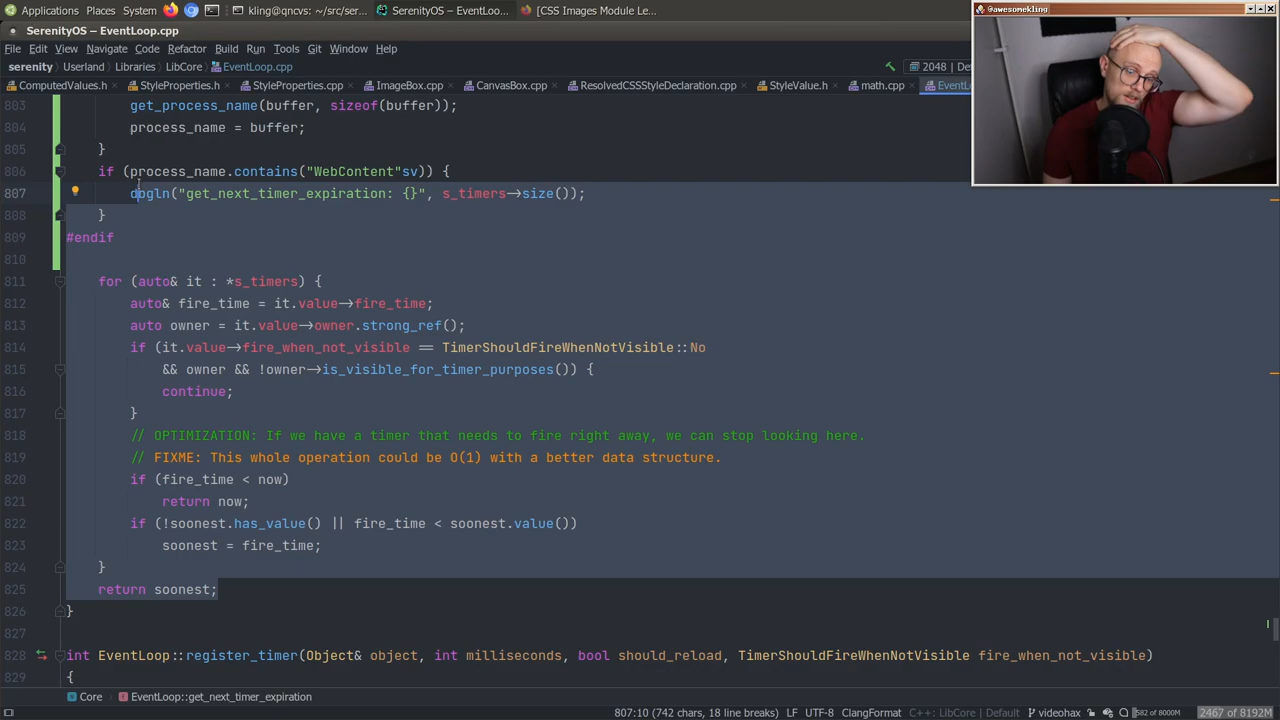 Applications Places System kling@qncvs: ~/src/ser... SerenityOS – EventLoo... [CSS Images Module Le...
@awesomekling
SerenityOS – EventLoop.cpp
File Edit View Navigate Code Refactor Build Run Tools Git Window Help
serenity Userland Libraries LibCore EventLoop.cpp 2048
ComputedValues.h StyleProperties.h StyleProperties.cpp ImageBox.cpp CanvasBox.cpp ResolvedCSSStyleDeclaration.cpp StyleValue.h math.cpp EventL
803 get_process_name(buffer, sizeof(buffer));
804 process_name = buffer;
805 }
806 if (process_name.contains("WebContent"sv)) {
807 dbgln("get_next_timer_expiration: {}", s_timers->size());
808 }
809 #endif
810
811 for (auto& it : *s_timers) {
812 auto& fire_time = it.value->fire_time;
813 auto owner = it.value->owner.strong_ref();
814 if (it.value->fire_when_not_visible == TimerShouldFireWhenNotVisible::No
815 && owner && !owner->is_visible_for_timer_purposes()) {
816 continue;
817 }
818 // OPTIMIZATION: If we have a timer that needs to fire right away, we can stop looking here.
819 // FIXME: This whole operation could be O(1) with a better data structure.
820 if (fire_time < now)
821 return now;
822 if (!soonest.has_value() || fire_time < soonest.value())
823 soonest = fire_time;
824 }
825 return soonest;
826 }
827
828 int EventLoop::register_timer(Object& object, int milliseconds, bool should_reload, TimerShouldFireWhenNotVisible fire_when_not_visible)
829 {
Core EventLoop::get_next_timer_expiration
807:10 (742 chars, 18 line breaks) LF UTF-8 ClangFormat C++: LibCore | Default videohax 582 of 8000M 2467 of 8192M